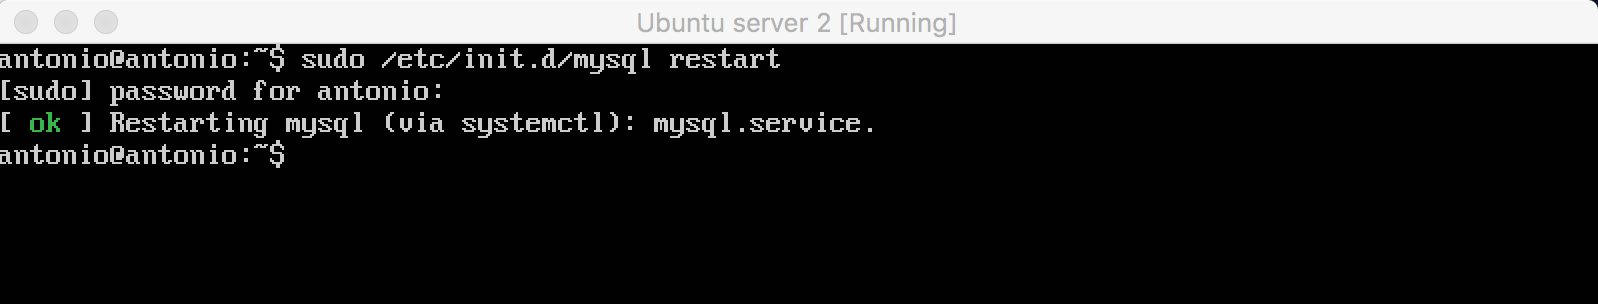 Ubuntu server 2 [Running]
antonio@antonio:~$ sudo /etc/init.d/mysql restart
[sudo] password for antonio:
[ ok ] Restarting mysql (via systemctl): mysql.service.
antonio@antonio:~$